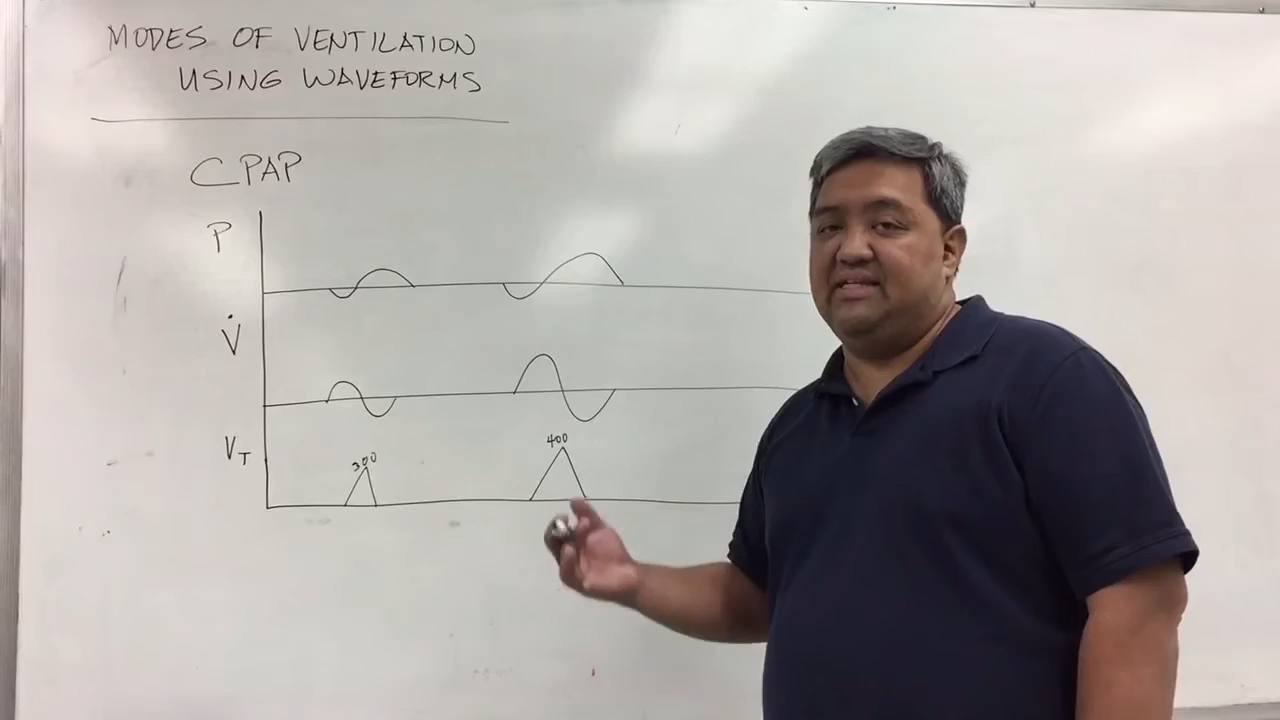 MODES OF VENTILATION
USING WAVEFORMS
CPAP
P
V̇
400
VT
300